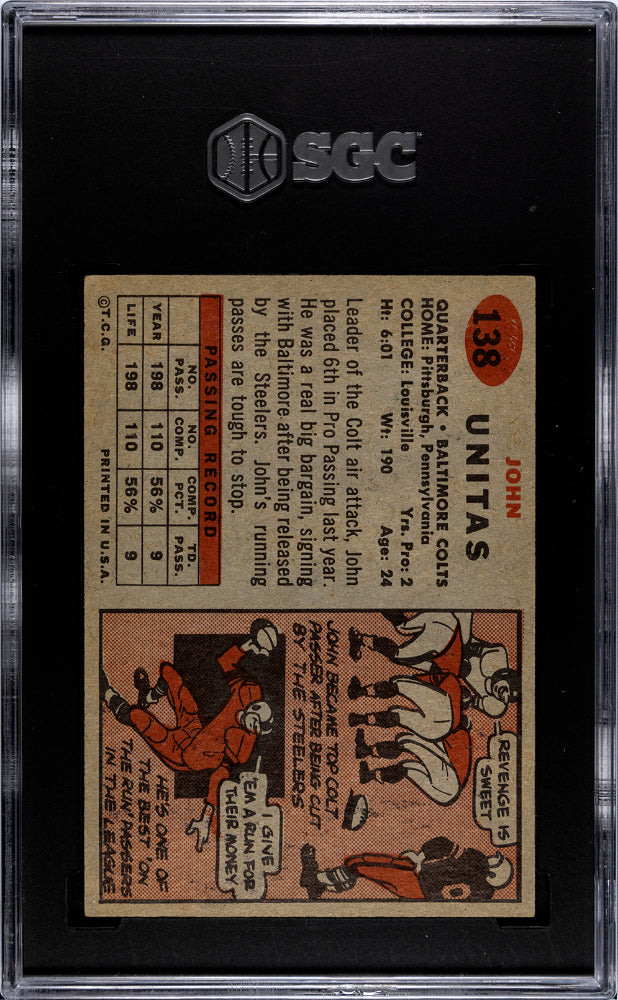 SGC
138
JOHN
UNITAS
QUARTERBACK • BALTIMORE COLTS
HOME: Pittsburgh, Pennsylvania
COLLEGE: Louisville Yrs. Pro: 2
Ht: 6:01 Wt: 190 Age: 24
Leader of the Colt air attack, John
placed 6th in Pro Passing last year.
He was a real big bargain, signing
with Baltimore after being released
by the Steelers. John's running
passes are tough to stop.
PASSING RECORD
NO. PASS. NO. COMP. COMP. PCT. TD. PASS.
YEAR 198 110 56% 9
LIFE 198 110 56% 9
©T.C.G. PRINTED IN U.S.A.
REVENGE IS
SWEET
JOHN BECAME TOP COLT
PASSER AFTER BEING CUT
BY THE STEELERS
I GIVE
'EM A RUN FOR
THEIR MONEY
HE'S ONE OF
THE BEST 'ON
THE RUN' PASSERS
IN THE LEAGUE